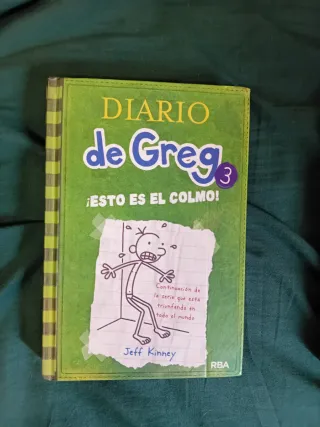 DIARIO
de Greg
3
¡ESTO ES EL COLMO!
Continuación de
la serie que está
triunfando en
todo el mundo
Jeff Kinney
RBA